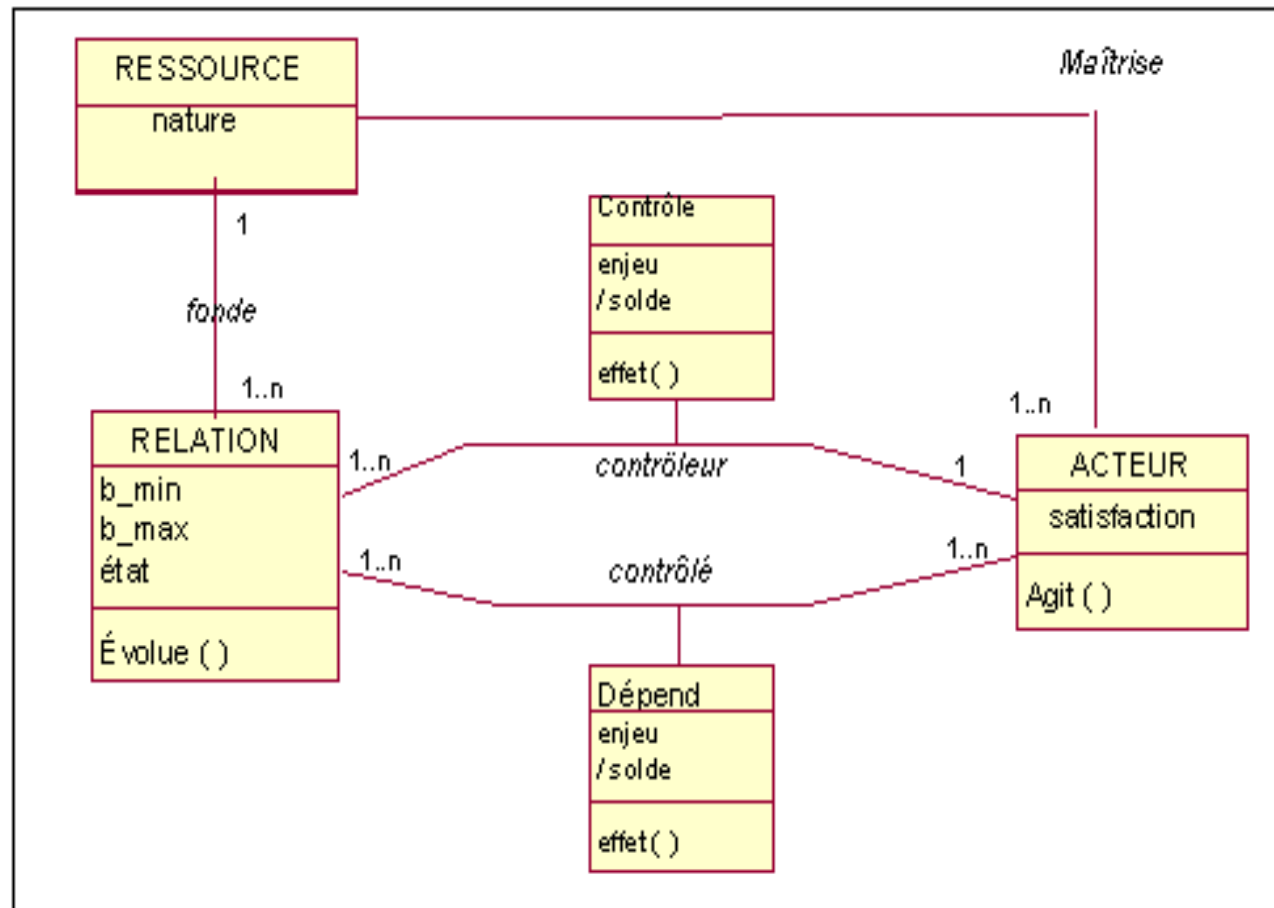 RESSOURCE
nature
Maîtrise
1
fonde
1..n
Contrôle
enjeu
/ solde
effet ( )
1..n
RELATION
b_min
b_max
état
Évolue ( )
1..n
contrôleur
1
ACTEUR
satisfaction
Agit ( )
1..n
contrôlé
1..n
Dépend
enjeu
/ solde
effet ( )